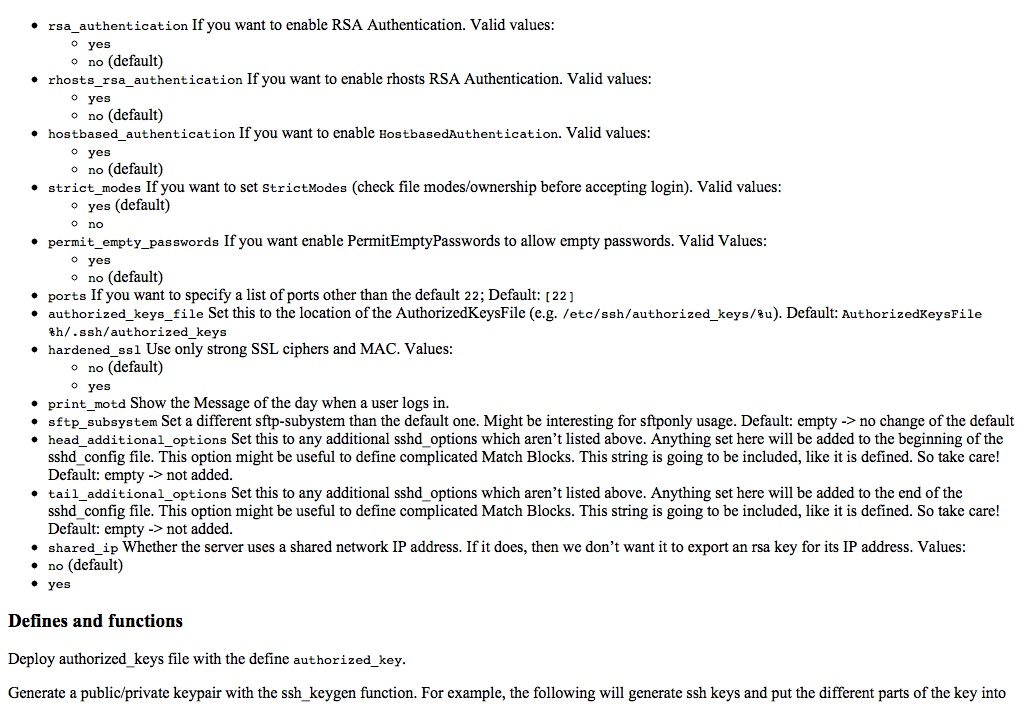 • rsa_authentication If you want to enable RSA Authentication. Valid values:
◦ yes
◦ no (default)
• rhosts_rsa_authentication If you want to enable rhosts RSA Authentication. Valid values:
◦ yes
◦ no (default)
• hostbased_authentication If you want to enable HostbasedAuthentication. Valid values:
◦ yes
◦ no (default)
• strict_modes If you want to set StrictModes (check file modes/ownership before accepting login). Valid values:
◦ yes (default)
◦ no
• permit_empty_passwords If you want enable PermitEmptyPasswords to allow empty passwords. Valid Values:
◦ yes
◦ no (default)
• ports If you want to specify a list of ports other than the default 22; Default: [22]
• authorized_keys_file Set this to the location of the AuthorizedKeysFile (e.g. /etc/ssh/authorized_keys/%u). Default: AuthorizedKeysFile
%h/.ssh/authorized_keys
• hardened_ssl Use only strong SSL ciphers and MAC. Values:
◦ no (default)
◦ yes
• print_motd Show the Message of the day when a user logs in.
• sftp_subsystem Set a different sftp-subystem than the default one. Might be interesting for sftponly usage. Default: empty -> no change of the default
• head_additional_options Set this to any additional sshd_options which aren’t listed above. Anything set here will be added to the beginning of the
sshd_config file. This option might be useful to define complicated Match Blocks. This string is going to be included, like it is defined. So take care!
Default: empty -> not added.
• tail_additional_options Set this to any additional sshd_options which aren’t listed above. Anything set here will be added to the end of the
sshd_config file. This option might be useful to define complicated Match Blocks. This string is going to be included, like it is defined. So take care!
Default: empty -> not added.
• shared_ip Whether the server uses a shared network IP address. If it does, then we don’t want it to export an rsa key for its IP address. Values:
• no (default)
• yes
Defines and functions
Deploy authorized_keys file with the define authorized_key.
Generate a public/private keypair with the ssh_keygen function. For example, the following will generate ssh keys and put the different parts of the key into